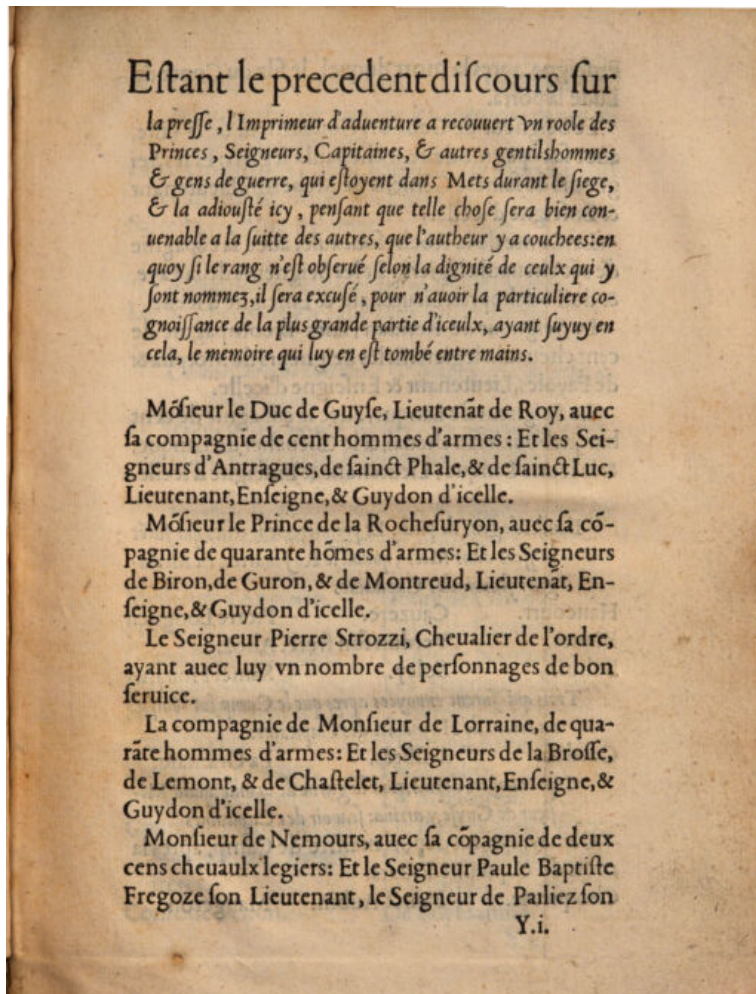 Eſtant le precedent diſcours ſur
la preſſe, l'Imprimeur d'aduenture a recouuert vn roole des
Princes, Seigneurs, Capitaines, & autres gentilshommes
& gens de guerre, qui eſtoyent dans Mets durant le ſiege,
& la adiouſté icy, penſant que telle choſe ſera bien con-
uenable a la ſuitte des autres, que l'autheur y a couchees: en
quoy ſi le rang n'eſt obſerué ſelon la dignité de ceulx qui y
ſont nommez, il ſera excuſé, pour n'auoir la particuliere co-
gnoiſſance de la plus grande partie d'iceulx, ayant ſuyuy en
cela, le memoire qui luy en eſt tombé entre mains.
Mõſieur le Duc de Guyſe, Lieutenãt de Roy, auec
ſa compagnie de cent hommes d'armes: Et les Sei-
gneurs d'Antragues, de ſainct Phale, & de ſainct Luc,
Lieutenant, Enſeigne, & Guydon d'icelle.
Mõſieur le Prince de la Rocheſuryon, auec ſa cõ-
pagnie de quarante hõmes d'armes: Et les Seigneurs
de Biron, de Guron, & de Montreud, Lieutenãt, En-
ſeigne, & Guydon d'icelle.
Le Seigneur Pierre Strozzi, Cheualier de l'ordre,
ayant auec luy vn nombre de perſonnages de bon
ſeruice.
La compagnie de Monſieur de Lorraine, de qua-
rãte hommes d'armes: Et les Seigneurs de la Broſſe,
de Lemont, & de Chaſtelet, Lieutenant, Enſeigne, &
Guydon d'icelle.
Monſieur de Nemours, auec ſa cõpagnie de deux
cens cheuaulx legiers: Et le Seigneur Paule Baptiſte
Fregoze ſon Lieutenant, le Seigneur de Pailiez ſon
Y.i.